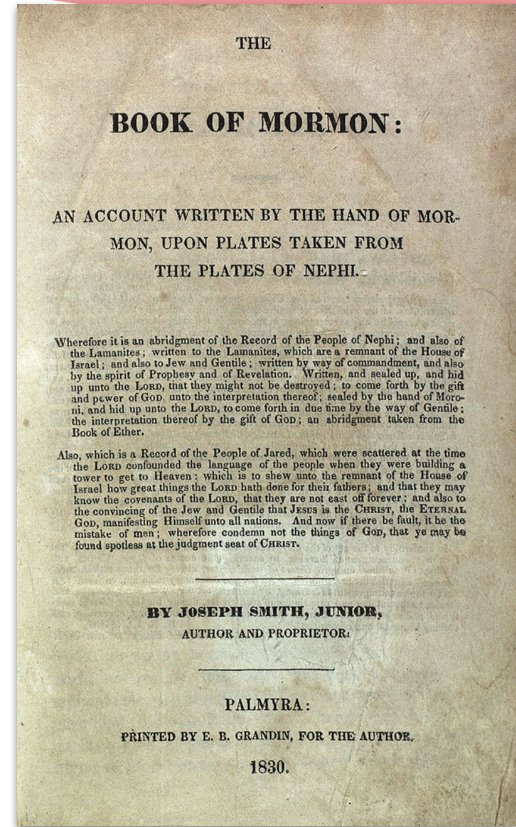 THE
BOOK OF MORMON:
AN ACCOUNT WRITTEN BY THE HAND OF MOR-
MON, UPON PLATES TAKEN FROM
THE PLATES OF NEPHI.
Wherefore it is an abridgment of the Record of the People of Nephi; and also of
the Lamanites; written to the Lamanites, which are a remnant of the House of
Israel; and also to Jew and Gentile; written by way of commandment, and also
by the spirit of Prophesy and of Revelation. Written, and sealed up, and hid
up unto the LORD, that they might not be destroyed; to come forth by the gift
and power of GOD unto the interpretation thereof; sealed by the hand of Moro-
ni, and hid up unto the LORD, to come forth in due time by the way of Gentile;
the interpretation thereof by the gift of GOD; an abridgment taken from the
Book of Ether.
Also, which is a Record of the People of Jared, which were scattered at the time
the LORD confounded the language of the people when they were building a
tower to get to Heaven; which is to shew unto the remnant of the House of
Israel how great things the LORD hath done for their fathers; and that they may
know the covenants of the LORD, that they are not cast off forever; and also to
the convincing of the Jew and Gentile that JESUS is the CHRIST, the ETERNAL
GOD, manifesting Himself unto all nations. And now if there be fault, it be the
mistake of men; wherefore condemn not the things of GOD, that ye may be
found spotless at the judgment seat of CHRIST.
BY JOSEPH SMITH, JUNIOR,
AUTHOR AND PROPRIETOR.
PALMYRA:
PRINTED BY E. B. GRANDIN, FOR THE AUTHOR.
1830.